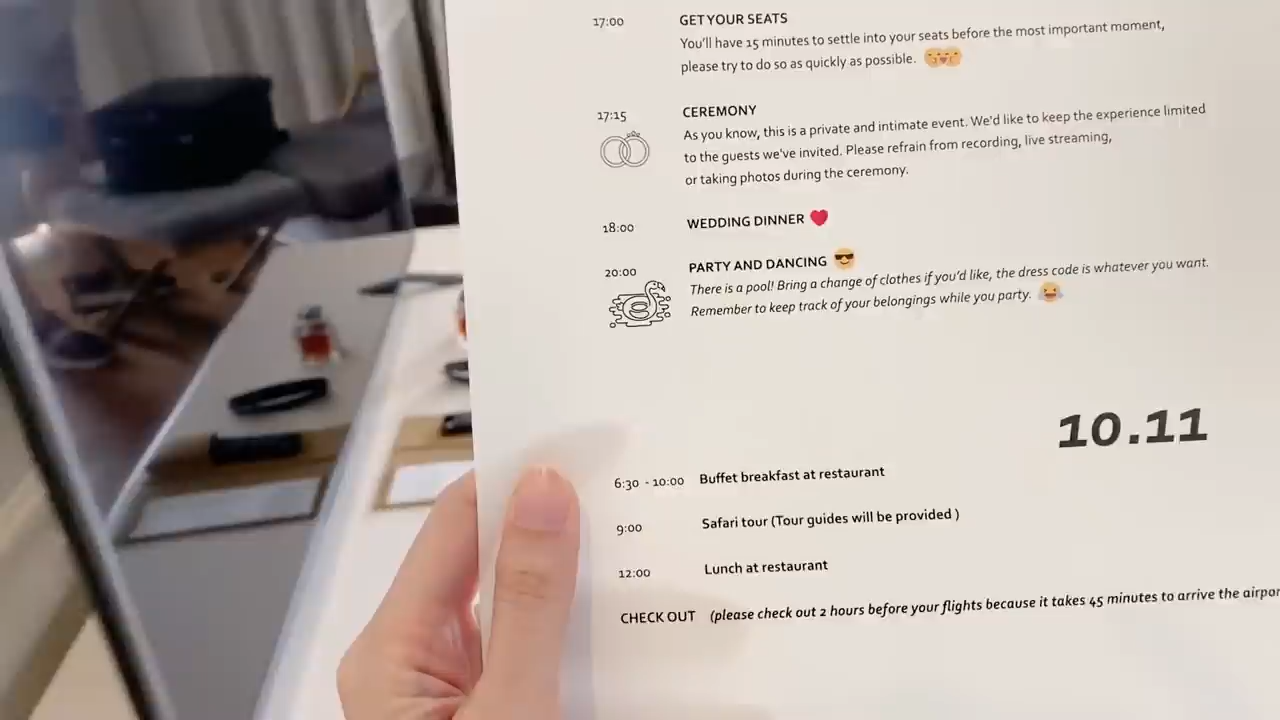 17:00 GET YOUR SEATS
You'll have 15 minutes to settle into your seats before the most important moment,
please try to do so as quickly as possible.
17:15 CEREMONY
As you know, this is a private and intimate event. We'd like to keep the experience limited
to the guests we've invited. Please refrain from recording, live streaming,
or taking photos during the ceremony.
18:00 WEDDING DINNER
20:00 PARTY AND DANCING
There is a pool! Bring a change of clothes if you'd like, the dress code is whatever you want.
Remember to keep track of your belongings while you party.
10.11
6:30 - 10:00 Buffet breakfast at restaurant
9:00 Safari tour (Tour guides will be provided )
12:00 Lunch at restaurant
CHECK OUT (please check out 2 hours before your flights because it takes 45 minutes to arrive the airpor